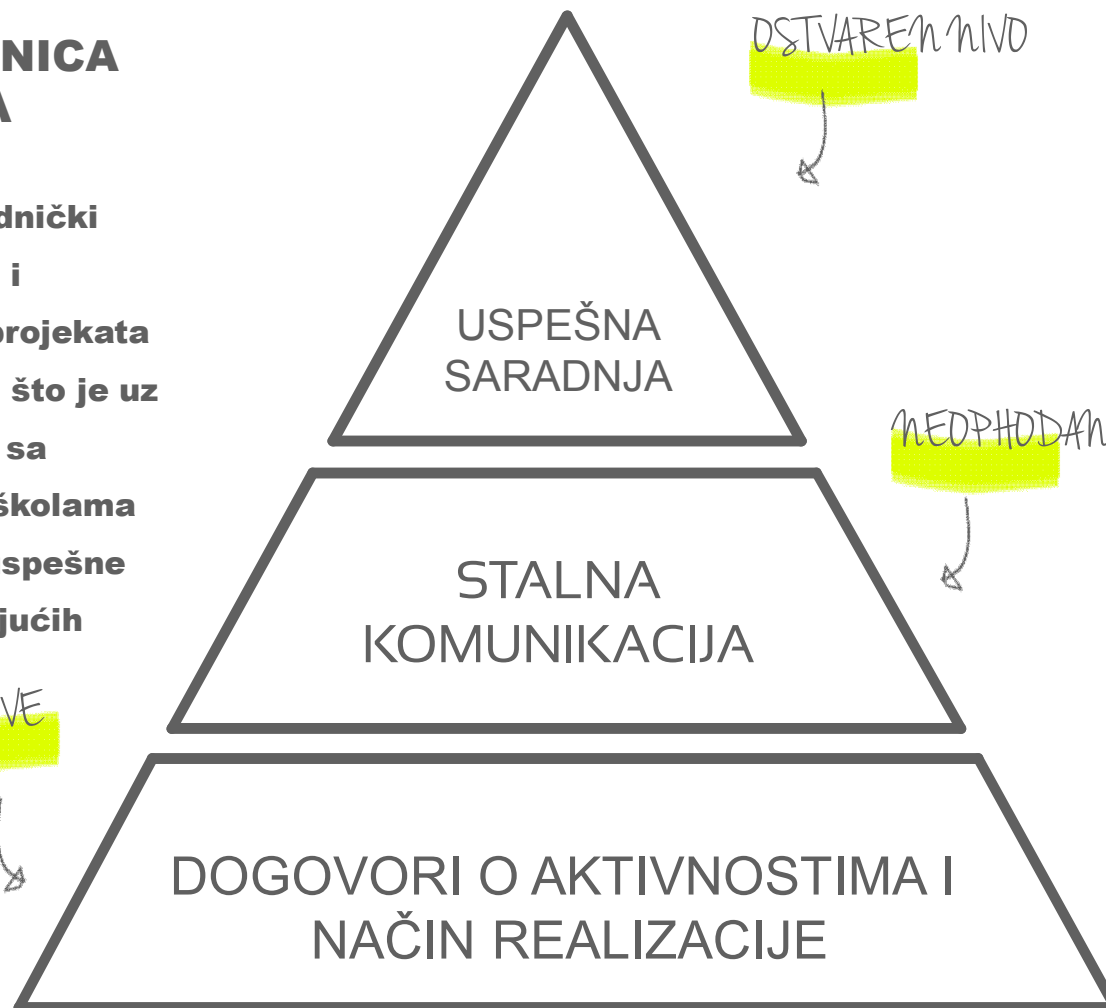 NICA
A
dnički
i
projekata
što je uz
sa
školama
spešne
jućih
VE
OSTVAREN NIVO
USPEŠNA
SARADNJA
NEOPHODAN
STALNA
KOMUNIKACIJA
DOGOVORI O AKTIVNOSTIMA I
NAČIN REALIZACIJE